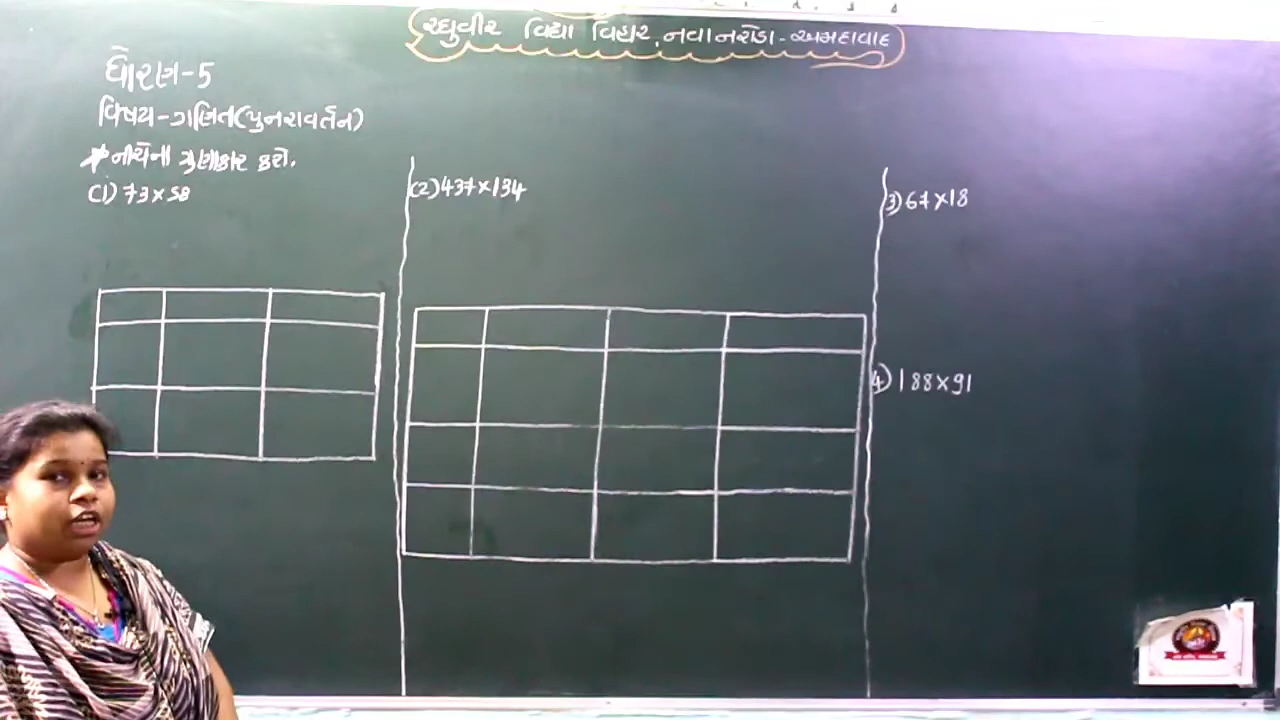 રઘુવીર વિદ્યા વિહાર, નવાનરોડા - અમદાવાદ
ધોરણ-5
વિષય-ગણિત(પુનરાવર્તન)
* નીચેના ગુણાકાર કરો.
(1) 73×58
(2) 437×134
3) 67×18
4) 188×91